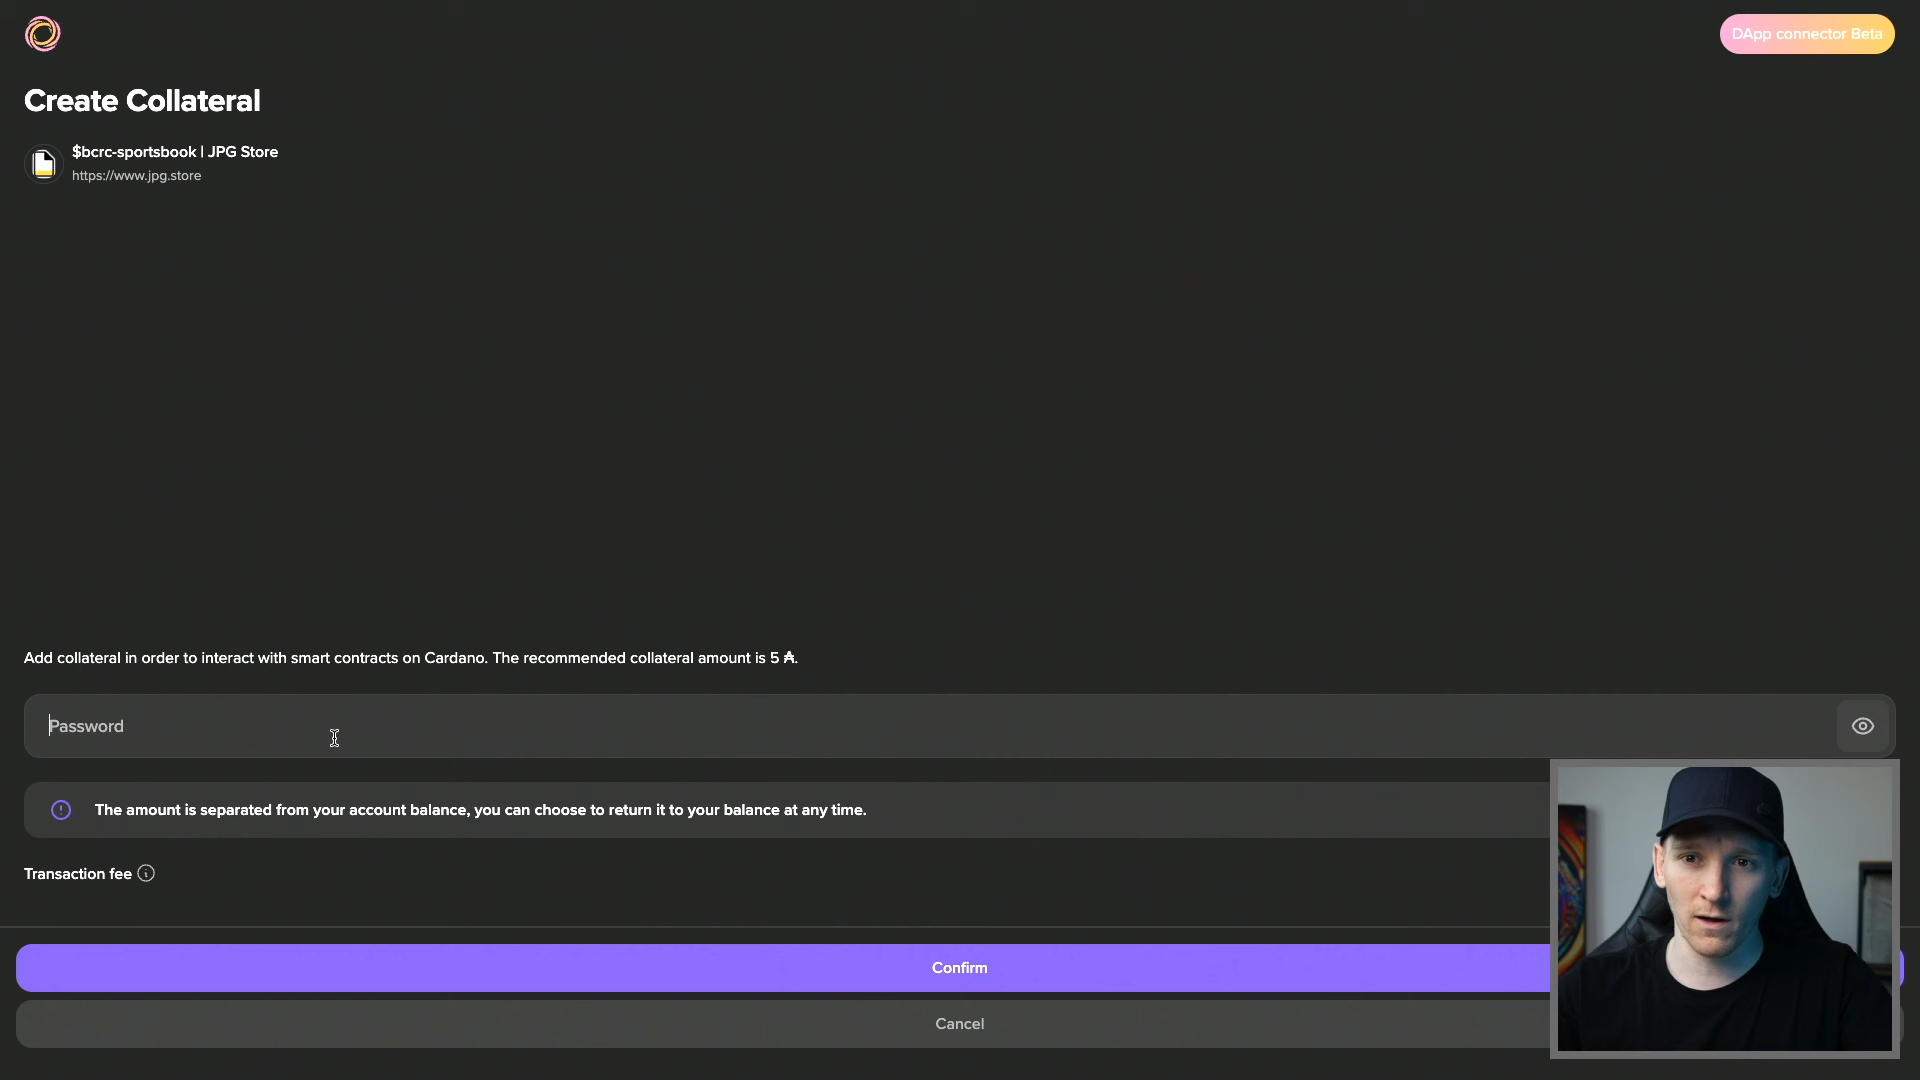 DApp connector Beta
Create Collateral
$bcrc-sportsbook | JPG Store
https://www.jpg.store
Add collateral in order to interact with smart contracts on Cardano. The recommended collateral amount is 5 ₳.
Password
The amount is separated from your account balance, you can choose to return it to your balance at any time.
Transaction fee
Confirm
Cancel